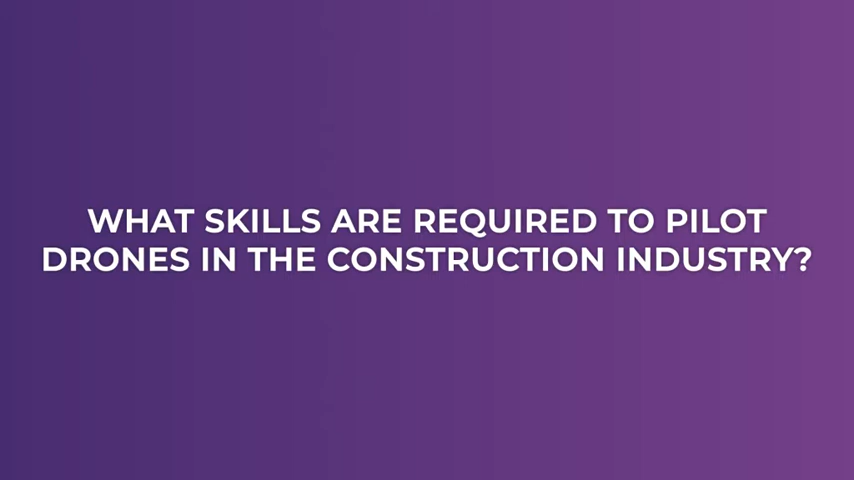 WHAT SKILLS ARE REQUIRED TO PILOT
DRONES IN THE CONSTRUCTION INDUSTRY?